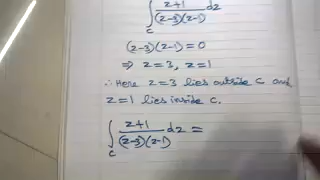 ∫_C (z+1)/((z-3)(z-1)) dz
(z-3)(z-1) = 0
⇒ z = 3, z = 1
∴ Here z = 3 lies outside C and
z = 1 lies inside C.
∫_C (z+1)/((z-3)(z-1)) dz =